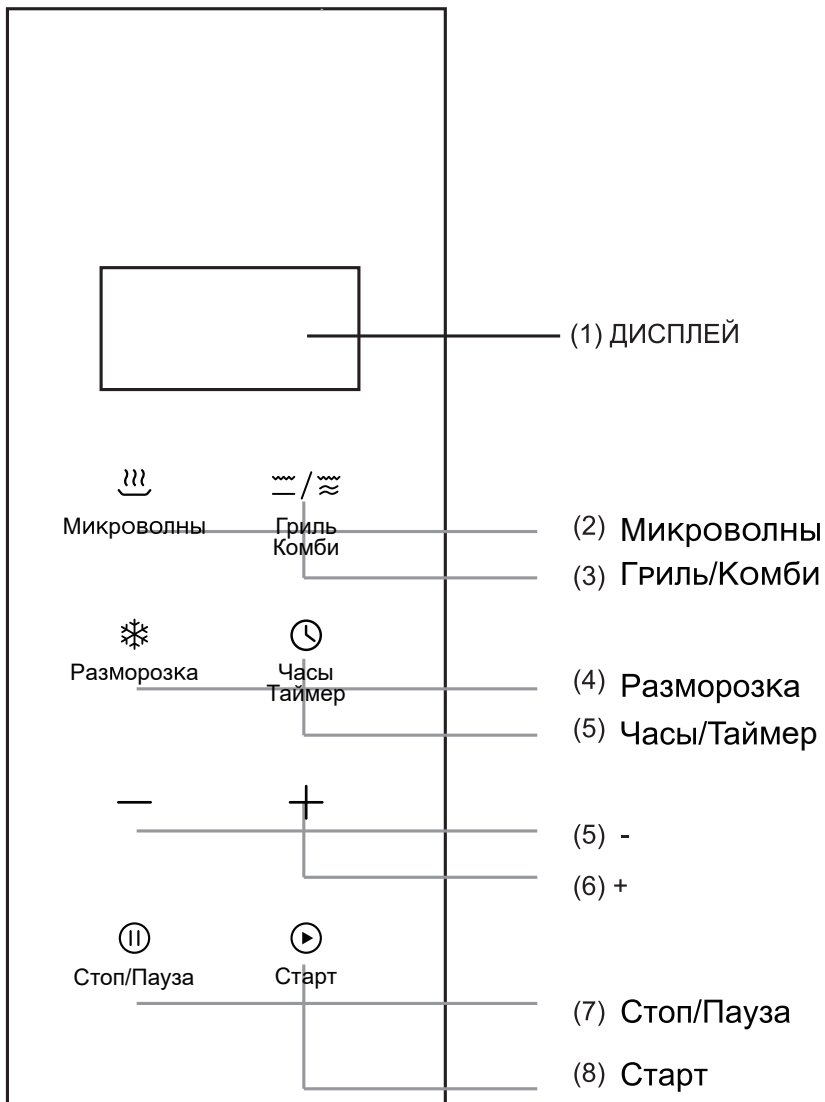 (1) ДИСПЛЕЙ
Микроволны
Гриль
Комби
(2) Микроволны
(3) Гриль/Комби
Разморозка
Часы
Таймер
(4) Разморозка
(5) Часы/Таймер
(5) -
(6) +
Стоп/Пауза
Старт
(7) Стоп/Пауза
(8) Старт